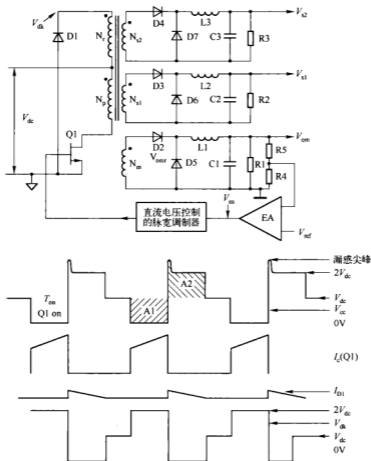 V_dk D1 N_r N_s2 D4 L3 D7 C3 R3 V_s2
V_dc N_p N_s1 D3 L2 D6 C2 R2 V_s1
Q1 N_m D2 L1 V_om
D5 C1 R1 R5
R4
直流电压控制
的脉宽调制器
V_m EA
V_ref
漏感尖峰
2V_dc
T_on
Q1 on
A1 A2
V_dc
V_cc
0V
I_c(Q1)
I_D1
2V_dc
V_dk
V_dc
0V